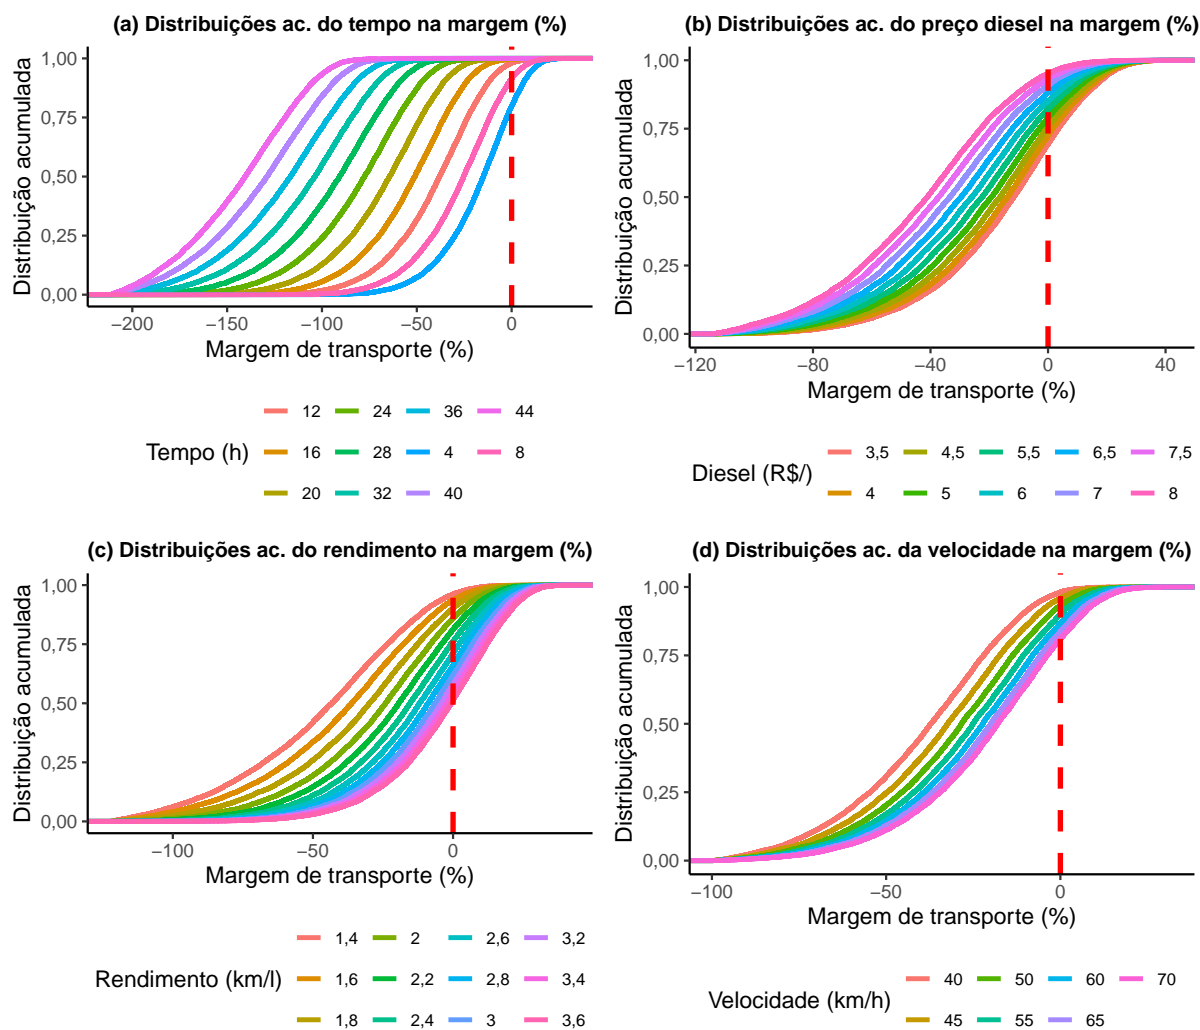 (a) Distribuições ac. do tempo na margem (%)
Distribuição acumulada
1,00
0,75
0,50
0,25
0,00
−200 −150 −100 −50 0
Margem de transporte (%)
Tempo (h)
12 24 36 44
16 28 4 8
20 32 40
(b) Distribuições ac. do preço diesel na margem (%)
Distribuição acumulada
1,00
0,75
0,50
0,25
0,00
−120 −80 −40 0 40
Margem de transporte (%)
Diesel (R$/)
3,5 4,5 5,5 6,5 7,5
4 5 6 7 8
(c) Distribuições ac. do rendimento na margem (%)
Distribuição acumulada
1,00
0,75
0,50
0,25
0,00
−100 −50 0
Margem de transporte (%)
Rendimento (km/l)
1,4 2 2,6 3,2
1,6 2,2 2,8 3,4
1,8 2,4 3 3,6
(d) Distribuições ac. da velocidade na margem (%)
Distribuição acumulada
1,00
0,75
0,50
0,25
0,00
−100 −50 0
Margem de transporte (%)
Velocidade (km/h)
40 50 60 70
45 55 65